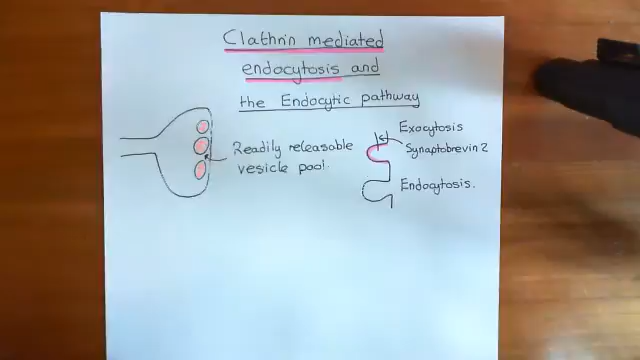 Clathrin mediated
endocytosis and
the Endocytic pathway
Exocytosis
Readily releasable
vesicle pool.
Synaptobrevin 2
Endocytosis.